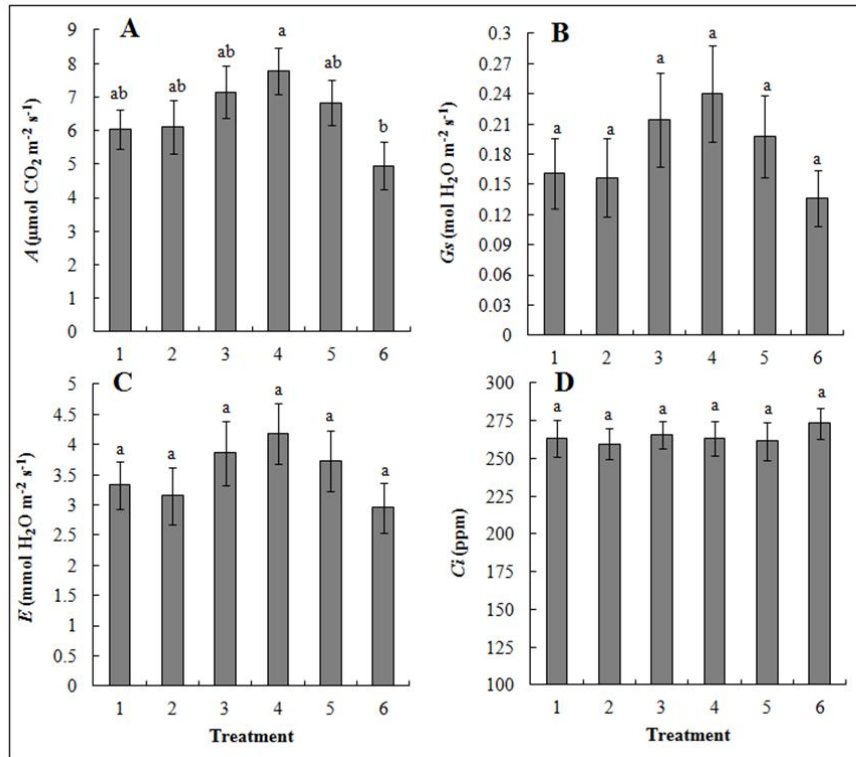 A
A (µmol CO₂ m⁻² s⁻¹)
9
8
7
6
5
4
3
2
1
0
ab
ab
ab
a
ab
b
1 2 3 4 5 6
B
Gs (mol H₂O m⁻² s⁻¹)
0.3
0.27
0.24
0.21
0.18
0.15
0.12
0.09
0.06
0.03
0
a
a
a
a
a
a
1 2 3 4 5 6
C
E (mmol H₂O m⁻² s⁻¹)
5
4.5
4
3.5
3
2.5
2
1.5
1
0.5
0
a
a
a
a
a
a
1 2 3 4 5 6
Treatment
D
Ci (ppm)
300
275
250
225
200
175
150
125
100
a
a
a
a
a
a
1 2 3 4 5 6
Treatment